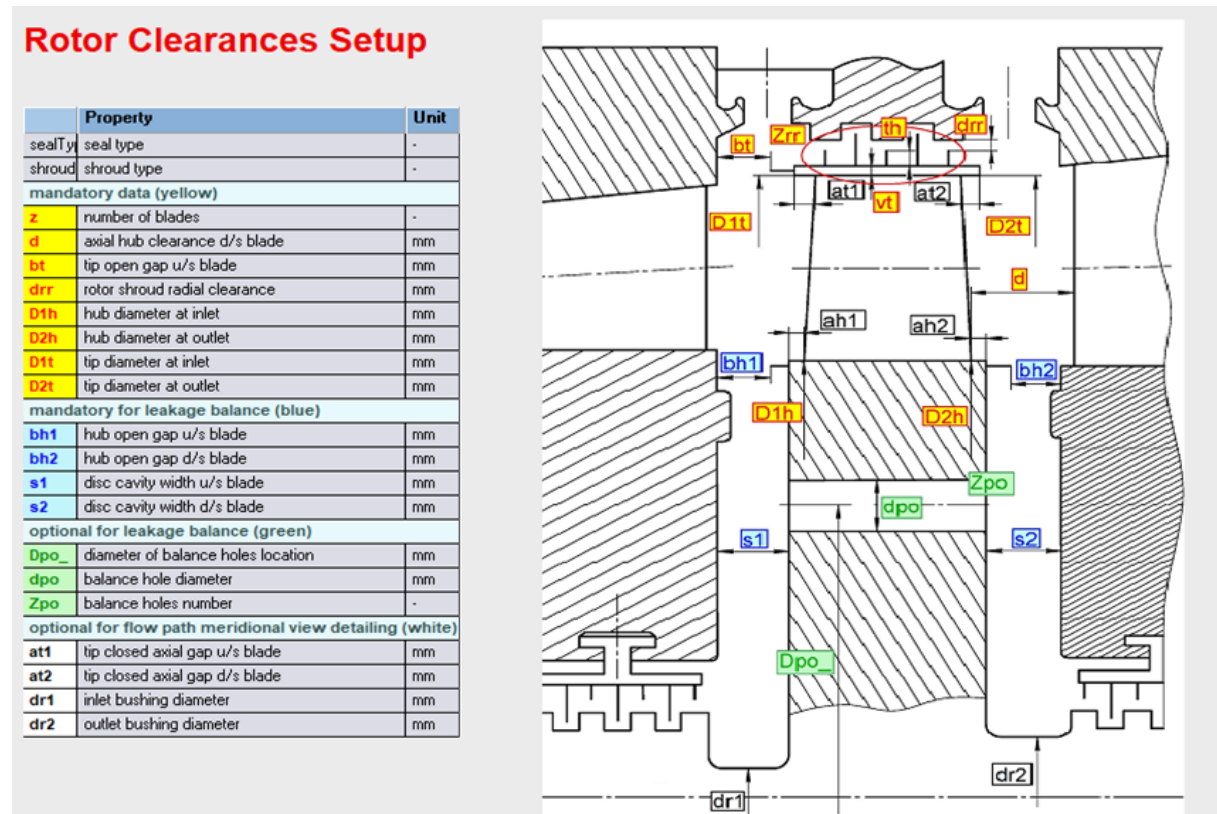 Rotor Clearances Setup
Property Unit
sealTy seal type -
shroud shroud type -
mandatory data (yellow)
z number of blades -
d axial hub clearance d/s blade mm
bt tip open gap u/s blade mm
drr rotor shroud radial clearance mm
D1h hub diameter at inlet mm
D2h hub diameter at outlet mm
D1t tip diameter at inlet mm
D2t tip diameter at outlet mm
mandatory for leakage balance (blue)
bh1 hub open gap u/s blade mm
bh2 hub open gap d/s blade mm
s1 disc cavity width u/s blade mm
s2 disc cavity width d/s blade mm
optional for leakage balance (green)
Dpo_ diameter of balance holes location mm
dpo balance hole diameter mm
Zpo balance holes number -
optional for flow path meridional view detailing (white)
at1 tip closed axial gap u/s blade mm
at2 tip closed axial gap d/s blade mm
dr1 inlet bushing diameter mm
dr2 outlet bushing diameter mm
Zrr th drr
bt
at1 vt at2
D1t D2t
d
ah1 ah2
bh1 bh2
D1h D2h
Zpo
dpo
s1 s2
Dpo_
dr2
dr1